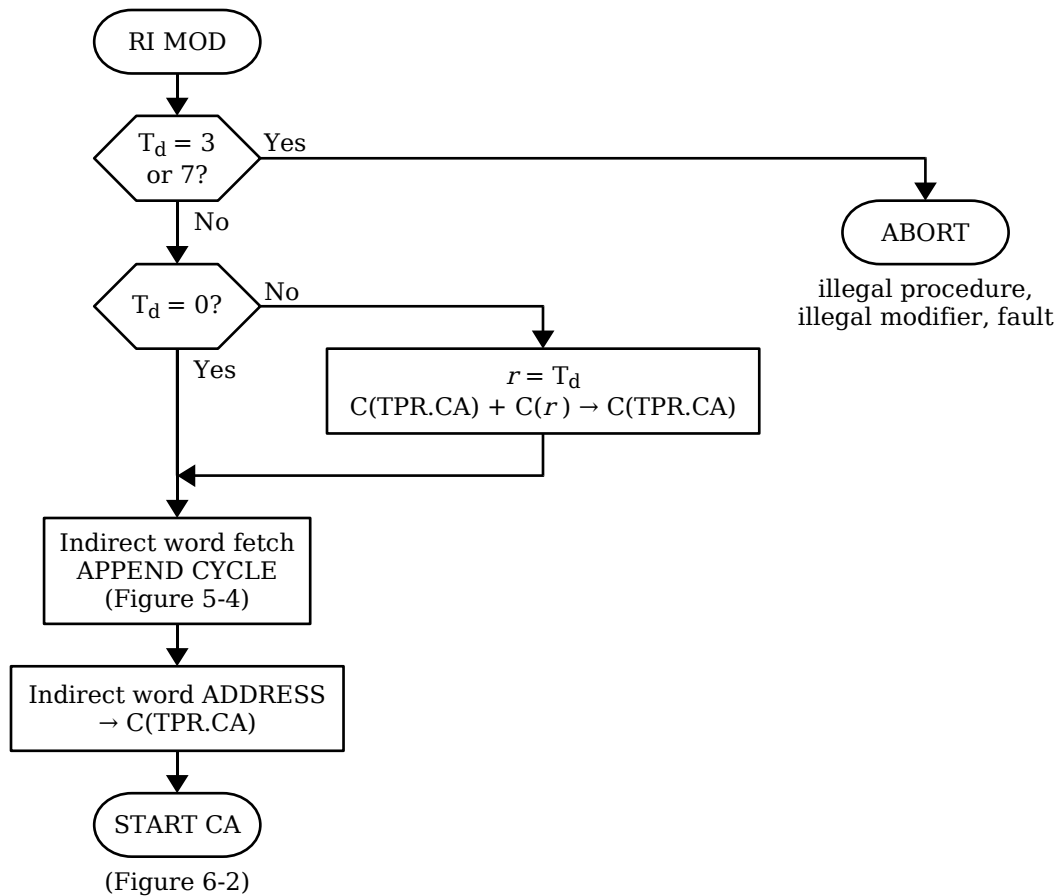 RI MOD
T_d = 3
or 7?
Yes
No
ABORT
illegal procedure,
illegal modifier, fault
T_d = 0?
No
Yes
r = T_d
C(TPR.CA) + C(r) → C(TPR.CA)
Indirect word fetch
APPEND CYCLE
(Figure 5-4)
Indirect word ADDRESS
→ C(TPR.CA)
START CA
(Figure 6-2)